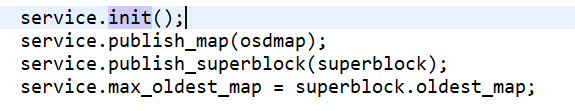 service.init();
service.publish_map(osdmap);
service.publish_superblock(superblock);
service.max_oldest_map = superblock.oldest_map;